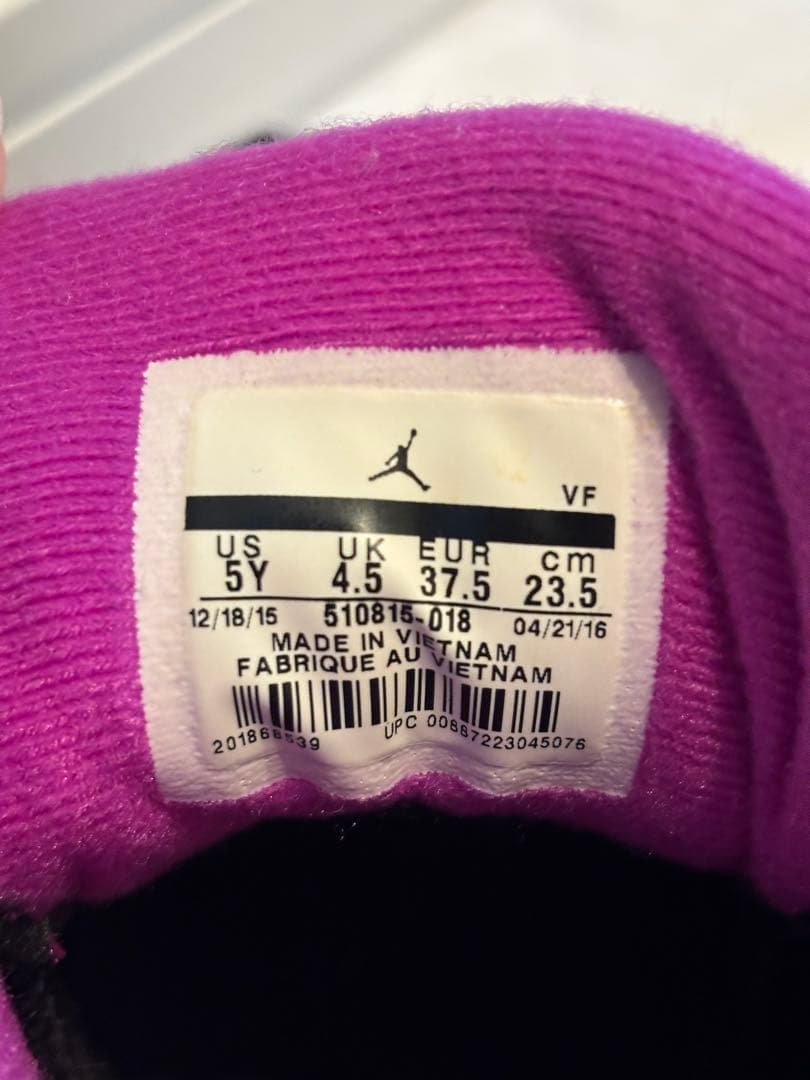 VF
US UK EUR cm
5Y 4.5 37.5 23.5
12/18/15 510815-018 04/21/16
MADE IN VIETNAM
FABRIQUE AU VIETNAM
UPC 00887223045076